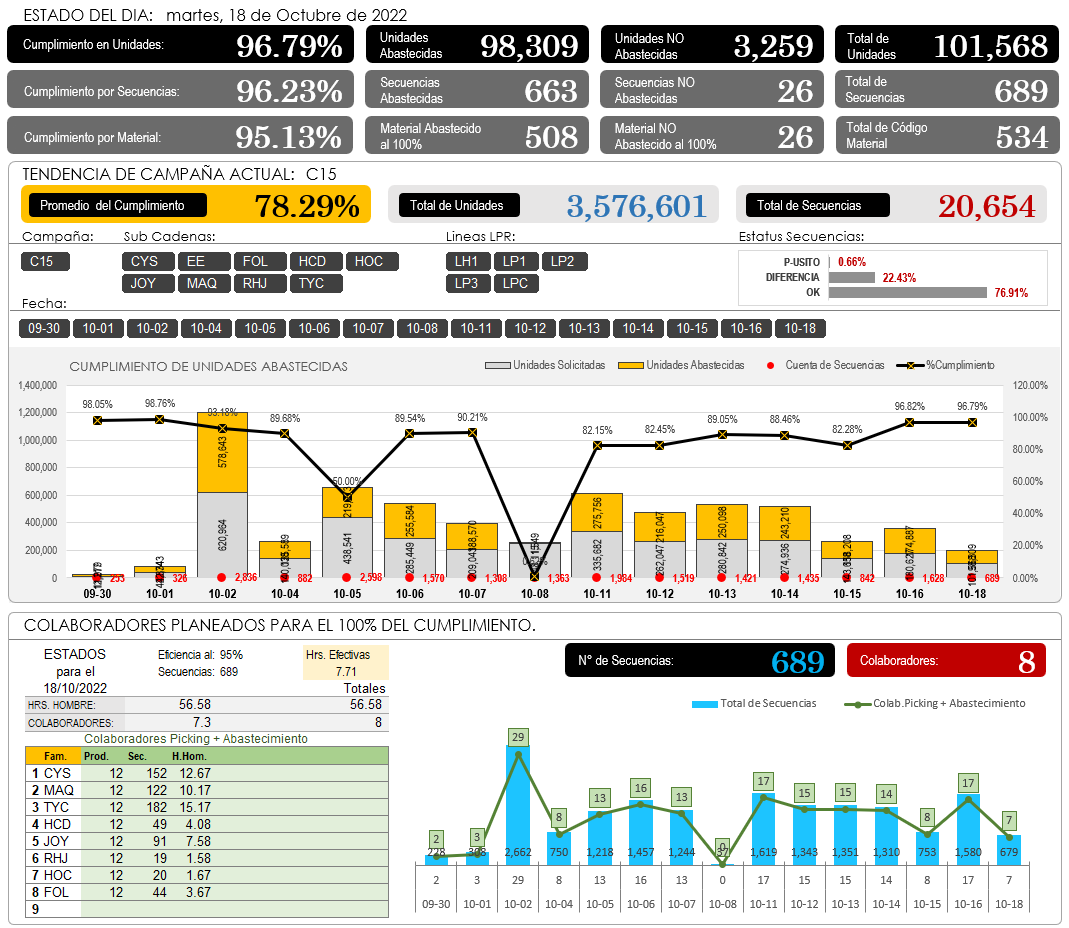 ESTADO DEL DIA: martes, 18 de Octubre de 2022
Cumplimiento en Unidades: 96.79%
Unidades Abastecidas 98,309
Unidades NO Abastecidas 3,259
Total de Unidades 101,568
Cumplimiento por Secuencias: 96.23%
Secuencias Abastecidas 663
Secuencias NO Abastecidas 26
Total de Secuencias 689
Cumplimiento por Material: 95.13%
Material Abastecido al 100% 508
Material NO Abastecido al 100% 26
Total de Código Material 534
TENDENCIA DE CAMPAÑA ACTUAL: C15
Promedio del Cumplimiento 78.29%
Total de Unidades 3,576,601
Total de Secuencias 20,654
Campaña: Sub Cadenas: Lineas LPR: Estatus Secuencias:
C15 CYS EE FOL HCD HOC LH1 LP1 LP2
JOY MAQ RHJ TYC LP3 LPC
P-USITO 0.66%
DIFERENCIA 22.43%
OK 76.91%
Fecha:
09-30 10-01 10-02 10-04 10-05 10-06 10-07 10-08 10-11 10-12 10-13 10-14 10-15 10-16 10-18
CUMPLIMIENTO DE UNIDADES ABASTECIDAS
Unidades Solicitadas Unidades Abastecidas Cuenta de Secuencias %Cumplimiento
1,400,000
1,200,000
1,000,000
800,000
600,000
400,000
200,000
0
120.00%
100.00%
80.00%
60.00%
40.00%
20.00%
0.00%
98.05% 98.76% 93.18% 89.68% 50.00% 89.54% 90.21% 82.15% 82.45% 89.05% 88.46% 82.28% 96.82% 96.79%
578,643 255,584 188,570 275,756 216,047 250,098 243,210
620,964 438,541 285,449 335,682 262,047 280,842 274,936
255 326 2,836 882 2,598 1,570 1,308 1,363 1,984 1,519 1,421 1,435 842 1,628 689
09-30 10-01 10-02 10-04 10-05 10-06 10-07 10-08 10-11 10-12 10-13 10-14 10-15 10-16 10-18
COLABORADORES PLANEADOS PARA EL 100% DEL CUMPLIMIENTO.
ESTADOS para el 18/10/2022
Eficiencia al: 95%
Secuencias: 689
Hrs. Efectivas
7.71
Totales
HRS. HOMBRE: 56.58 56.58
COLABORADORES: 7.3 8
Colaboradores Picking + Abastecimiento
Fam. Prod. Sec. H.Hom.
1 CYS 12 152 12.67
2 MAQ 12 122 10.17
3 TYC 12 182 15.17
4 HCD 12 49 4.08
5 JOY 12 91 7.58
6 RHJ 12 19 1.58
7 HOC 12 20 1.67
8 FOL 12 44 3.67
9
N° de Secuencias: 689
Colaboradores: 8
Total de Secuencias Colab.Picking + Abastecimiento
2 3 29 8 13 16 13 0 17 15 15 14 8 17 7
228 2,662 750 1,218 1,457 1,244 37 1,619 1,343 1,351 1,310 753 1,580 679
2 3 29 8 13 16 13 0 17 15 15 14 8 17 7
09-30 10-01 10-02 10-04 10-05 10-06 10-07 10-08 10-11 10-12 10-13 10-14 10-15 10-16 10-18